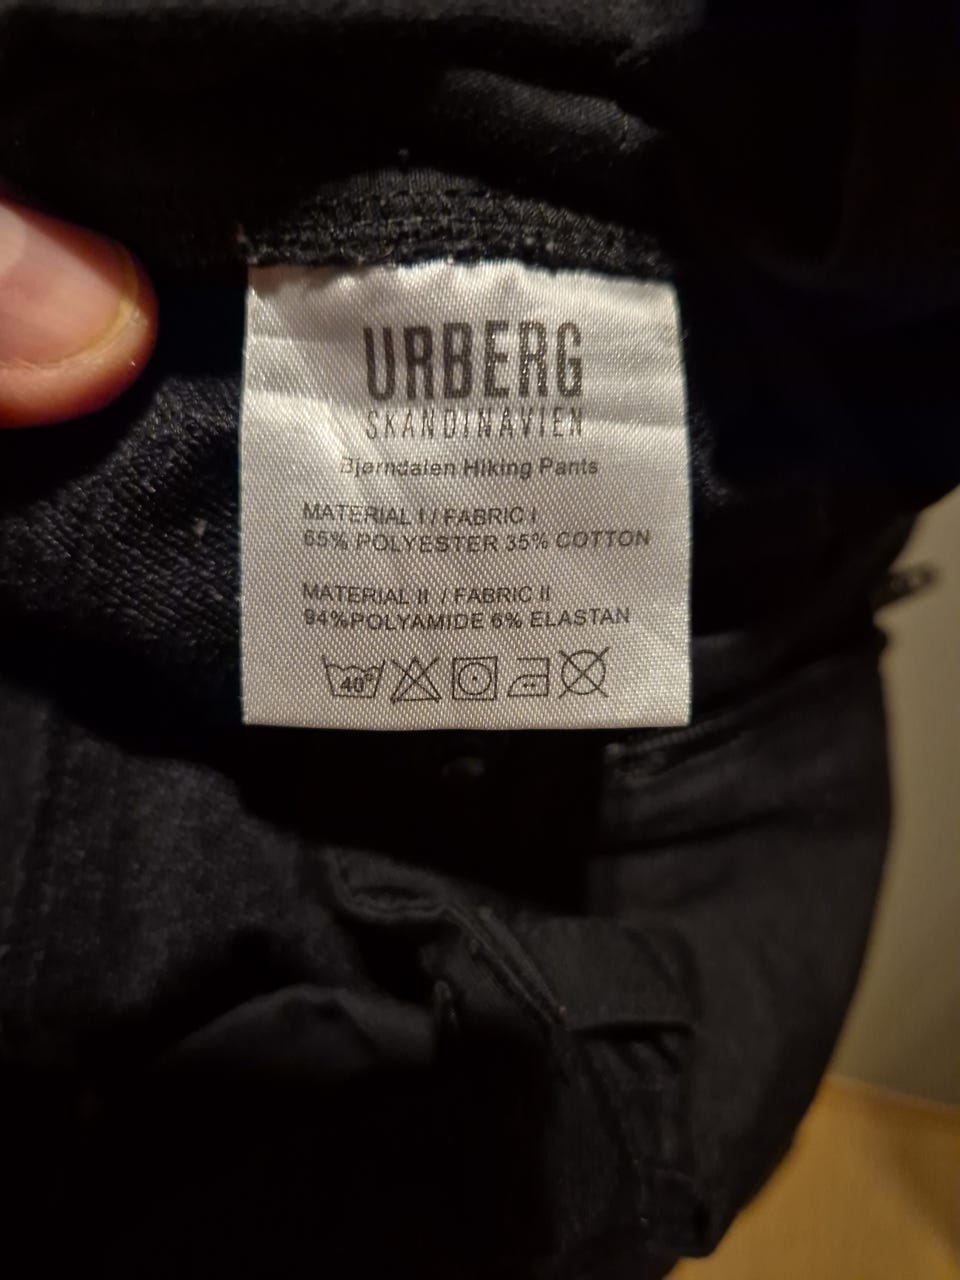 URBERG
SKANDINAVIEN
Bjørndalen Hiking Pants
MATERIAL I / FABRIC I
65% POLYESTER 35% COTTON
MATERIAL II / FABRIC II
94%POLYAMIDE 6% ELASTAN
40°